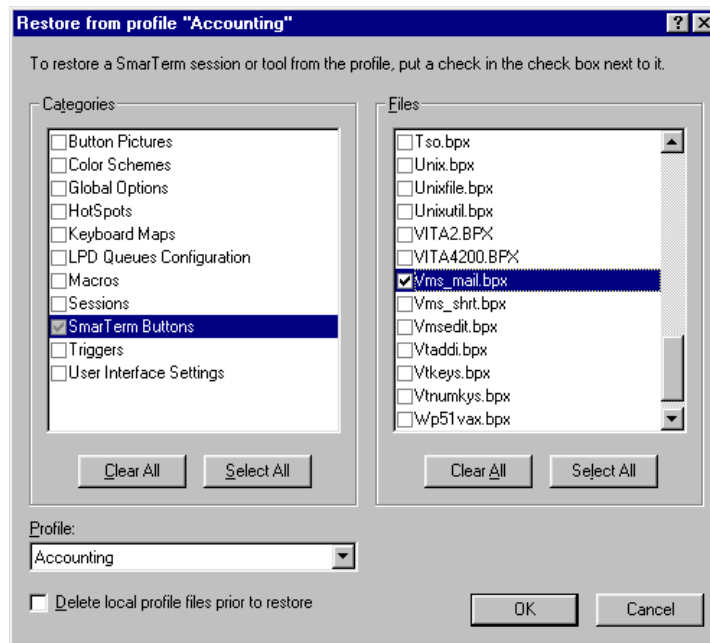 Restore from profile "Accounting"
To restore a SmarTerm session or tool from the profile, put a check in the check box next to it.
Categories
Button Pictures
Color Schemes
Global Options
HotSpots
Keyboard Maps
LPD Queues Configuration
Macros
Sessions
SmarTerm Buttons
Triggers
User Interface Settings
Clear All
Select All
Files
Tso.bpx
Unix.bpx
Unixfile.bpx
Unixutil.bpx
VITA2.BPX
VITA4200.BPX
Vms_mail.bpx
Vms_shrt.bpx
Vmsedit.bpx
Vtaddi.bpx
Vtkeys.bpx
Vtnumkys.bpx
Wp51vax.bpx
Clear All
Select All
Profile:
Accounting
Delete local profile files prior to restore
OK
Cancel